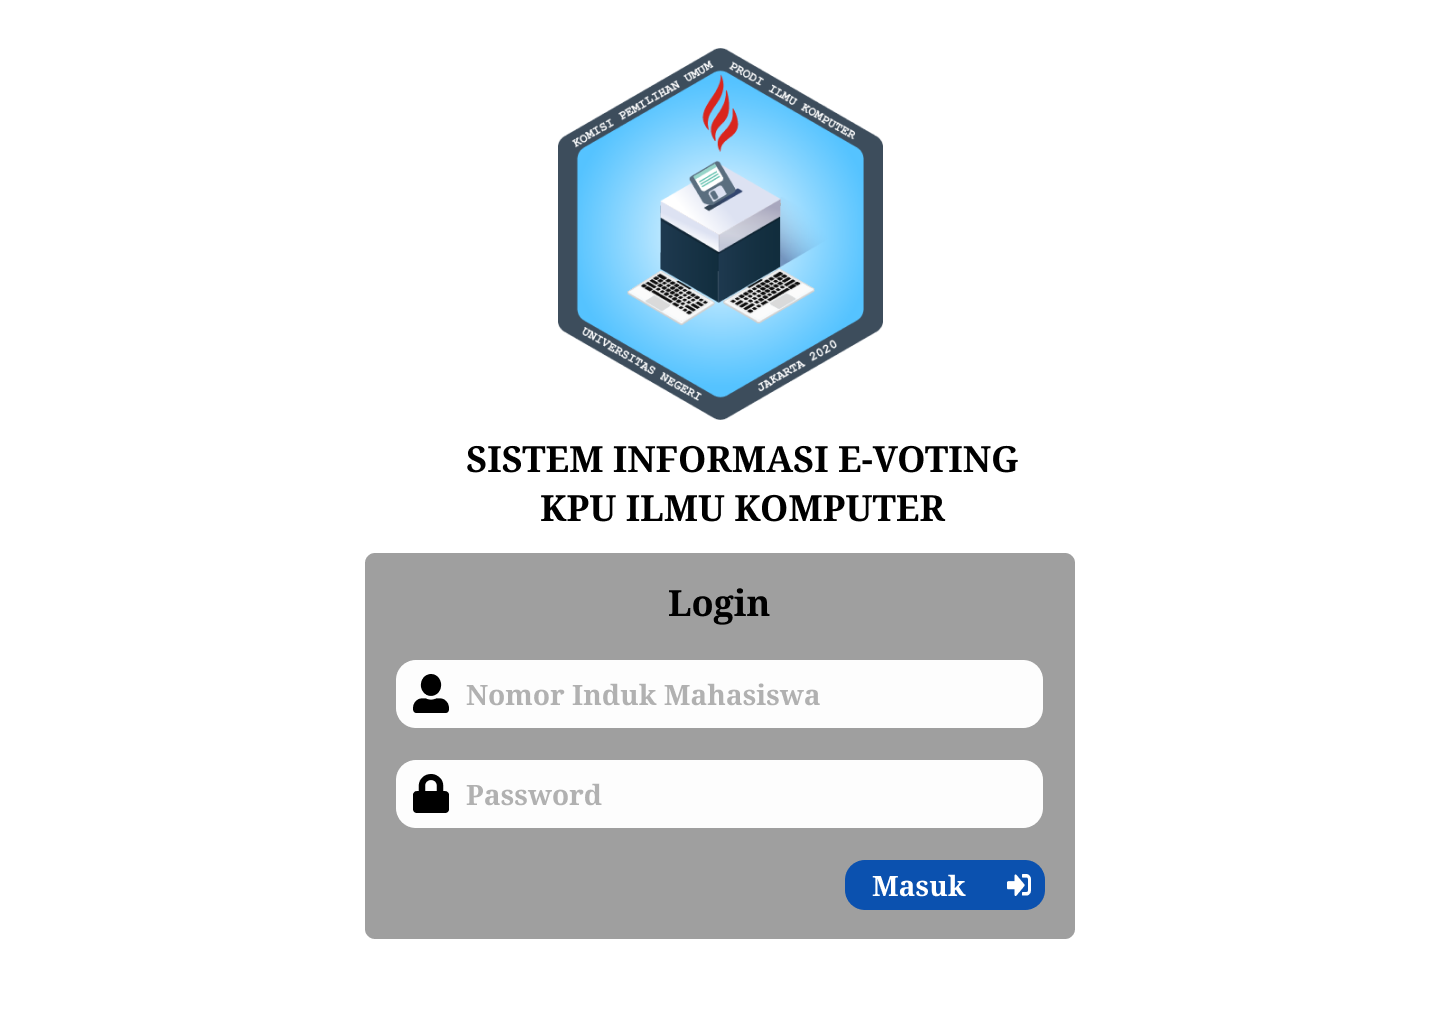 KOMISI PEMILIHAN UMUM
PRODI ILMU KOMPUTER
UNIVERSITAS NEGERI
JAKARTA 2020
SISTEM INFORMASI E-VOTING
KPU ILMU KOMPUTER
Login
Nomor Induk Mahasiswa
Password
Masuk